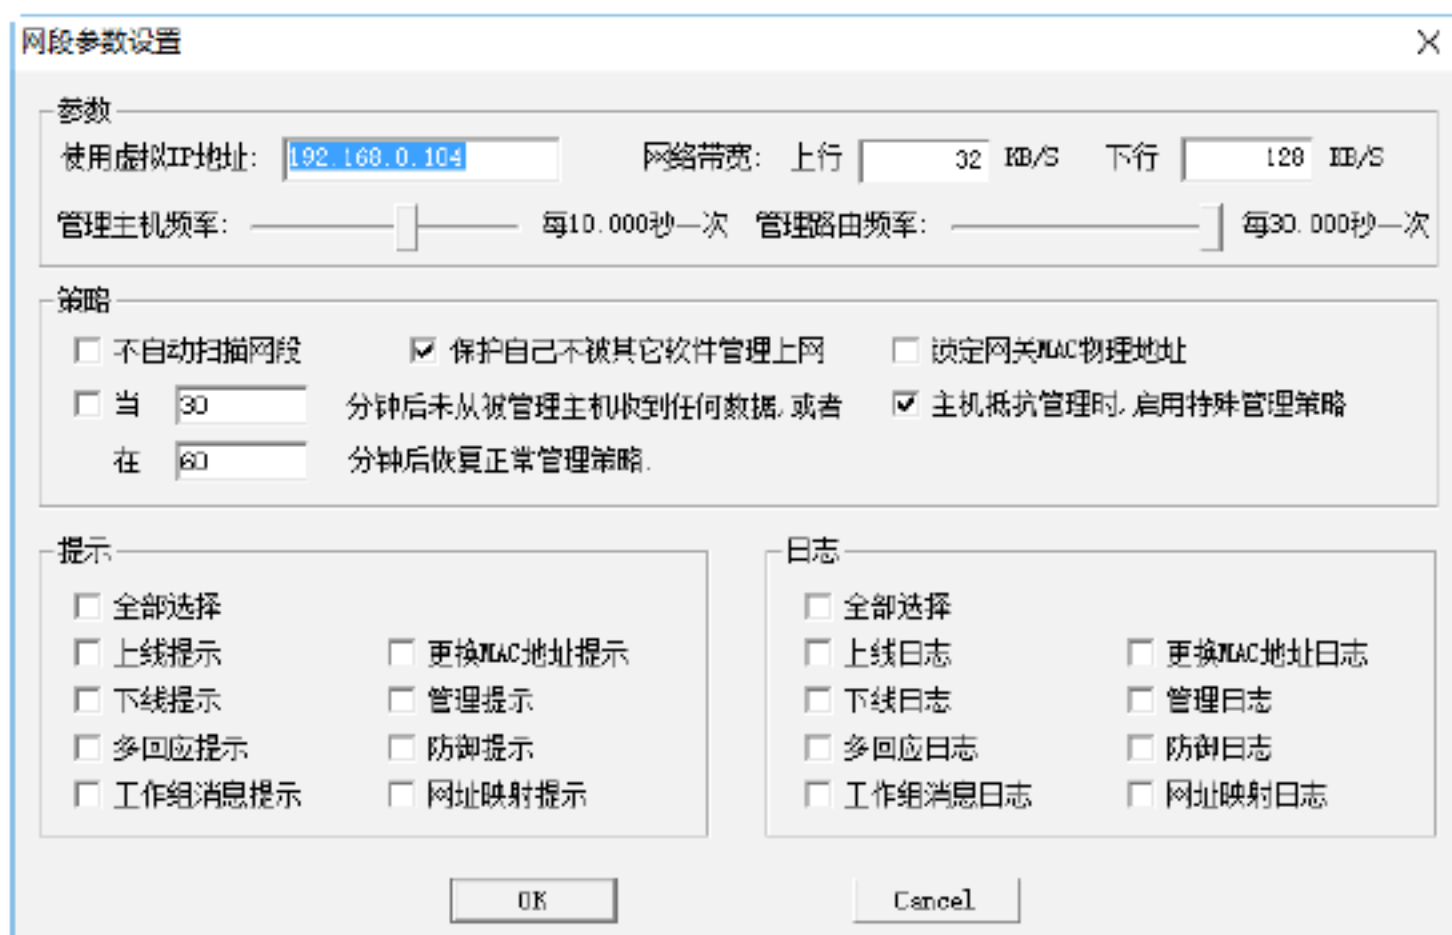 网段参数设置
参数
使用虚拟IP地址: 192.168.0.104 网络带宽: 上行 32 KB/S 下行 128 KB/S
管理主机频率: 每10.000秒一次 管理路由频率: 每30.000秒一次
策略
不自动扫描网段 保护自己不被其它软件管理上网 锁定网关MAC物理地址
当 30 分钟后未从被管理主机收到任何数据,或者 主机抵抗管理时,启用特殊管理策略
在 60 分钟后恢复正常管理策略.
提示 日志
全部选择 全部选择
上线提示 更换MAC地址提示 上线日志 更换MAC地址日志
下线提示 管理提示 下线日志 管理日志
多回应提示 防御提示 多回应日志 防御日志
工作组消息提示 网址映射提示 工作组消息日志 网址映射日志
OK Cancel